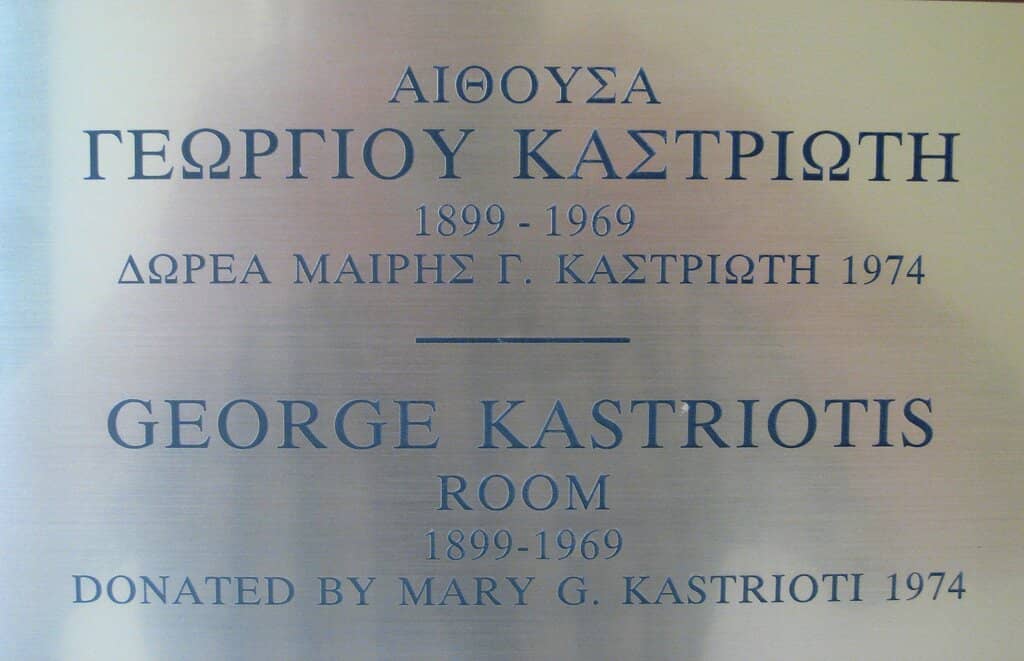 ΑΙΘΟΥΣΑ
ΓΕΩΡΓΙΟΥ ΚΑΣΤΡΙΩΤΗ
1899 - 1969
ΔΩΡΕΑ ΜΑΙΡΗΣ Γ. ΚΑΣΤΡΙΩΤΗ 1974
GEORGE KASTRIOTIS
ROOM
1899-1969
DONATED BY MARY G. KASTRIOTI 1974